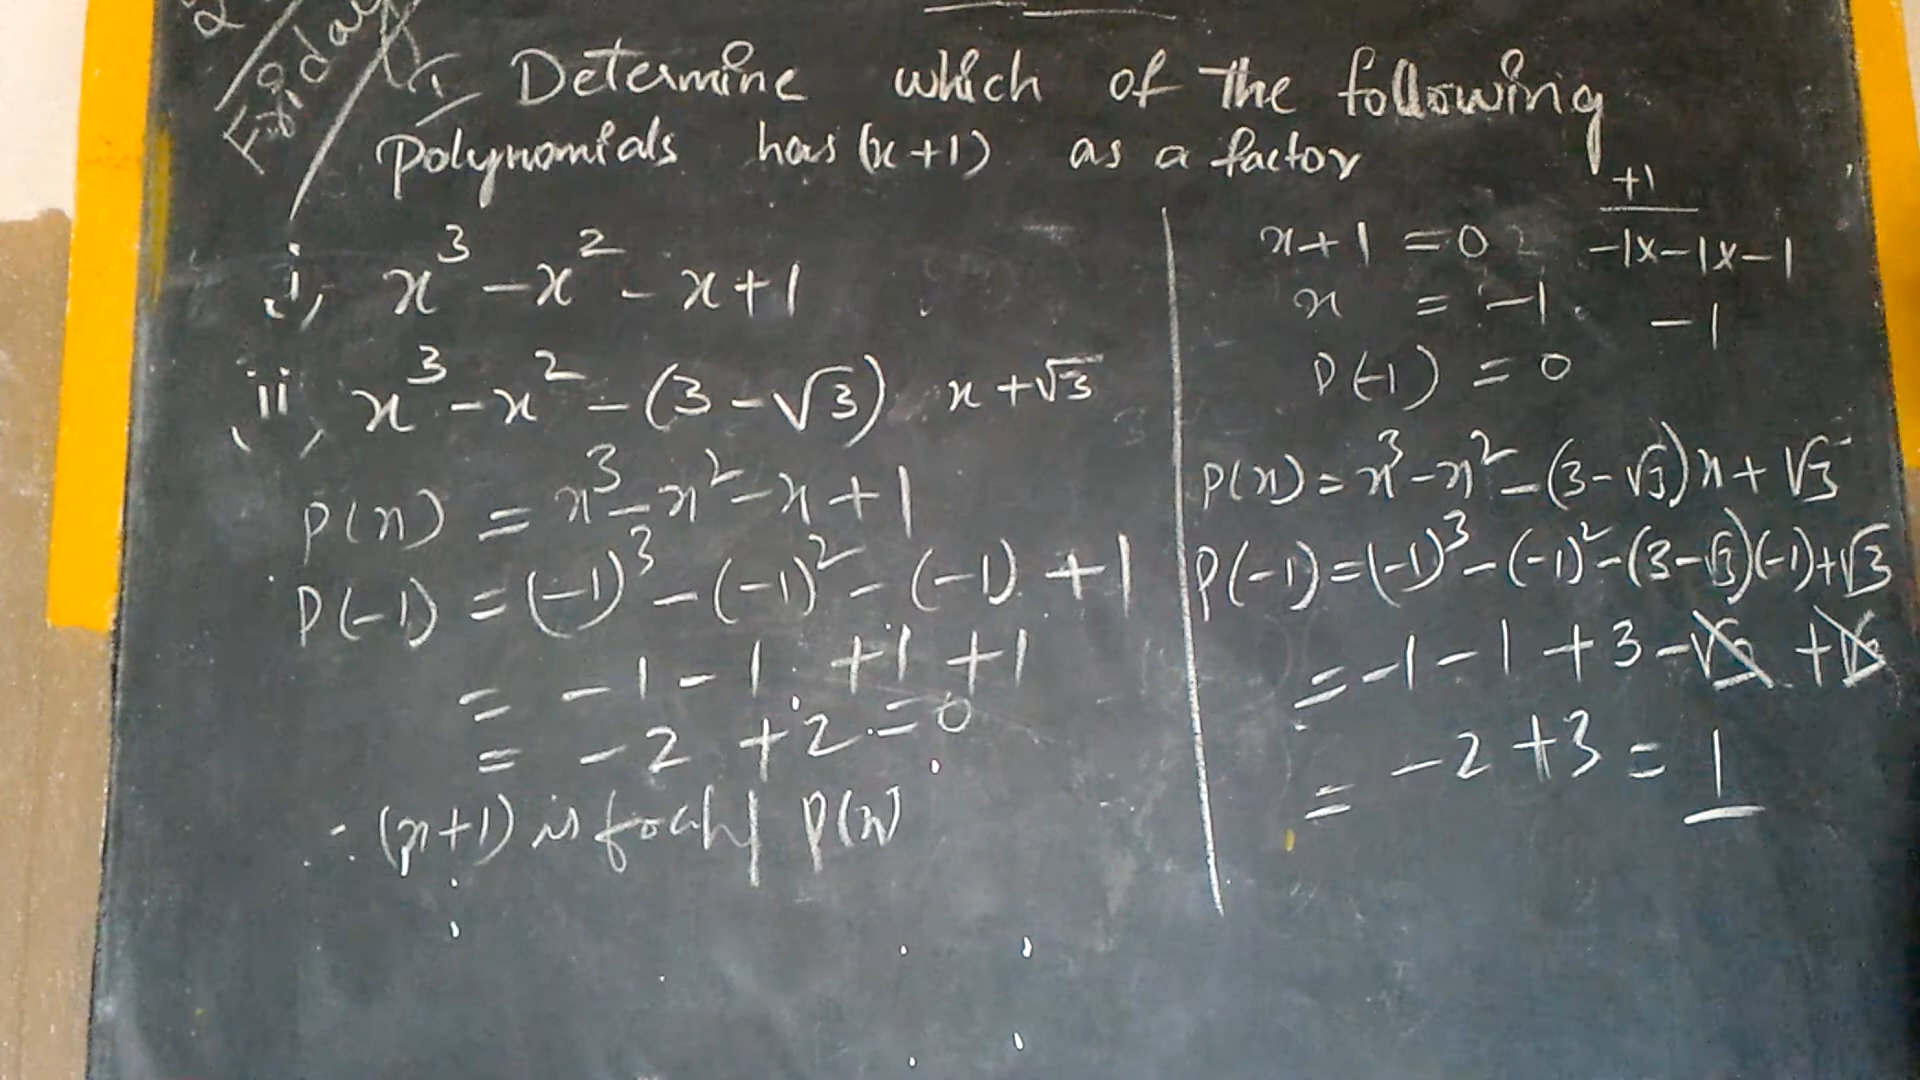 2
Friday
1, Determine which of the following
polynomials has (x+1) as a factor
i, x³ - x² - x + 1
ii, x³ - x² - (3-√3) x + √3
P(x) = x³ - x² - x + 1
P(-1) = (-1)³ - (-1)² - (-1) + 1
= -1 - 1 + 1 + 1
= -2 + 2 = 0
∴ (x+1) is P(x)
+1
x + 1 = 0 -1x-1x-1
x = -1 -1
P(-1) = 0
P(x) = x³ - x² - (3-√3)x + √3
P(-1) = (-1)³ - (-1)² - (3-√3)(-1) + √3
= -1 - 1 + 3 - √3 + √3
= -2 + 3 = 1